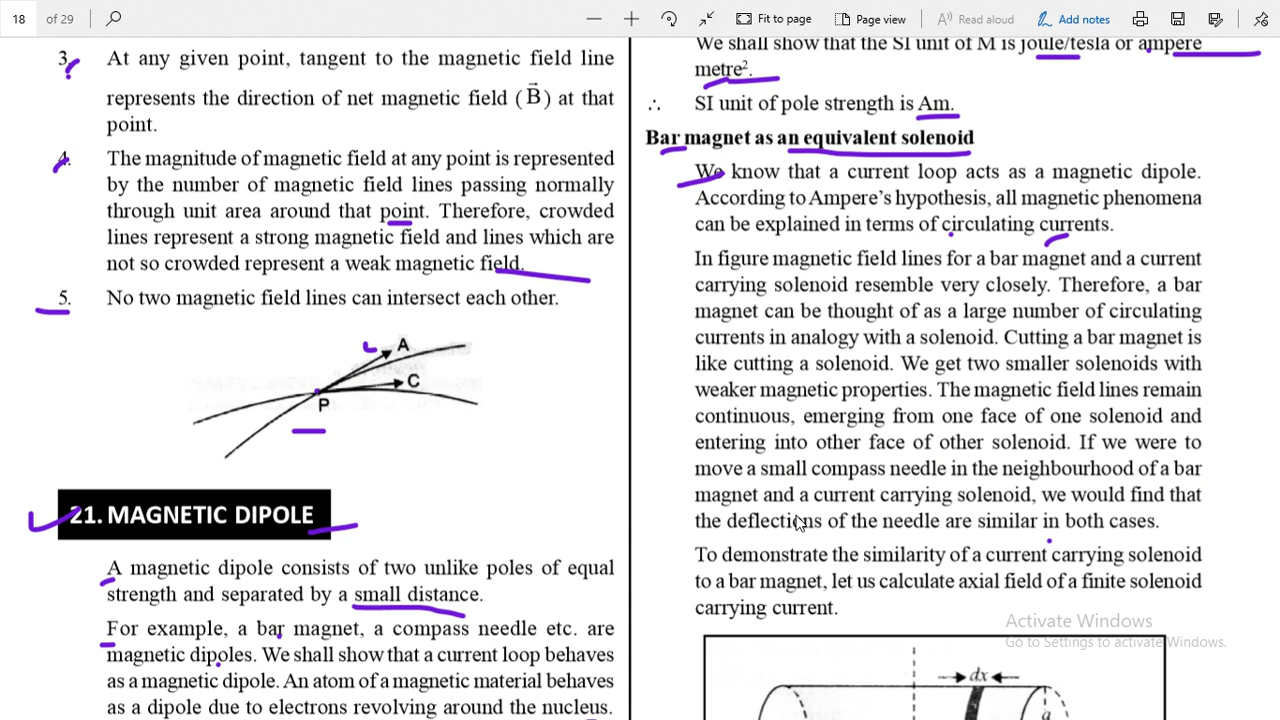 18 of 29 Fit to page Page view Read aloud Add notes
3. At any given point, tangent to the magnetic field line
represents the direction of net magnetic field (B⃗) at that
point.
4. The magnitude of magnetic field at any point is represented
by the number of magnetic field lines passing normally
through unit area around that point. Therefore, crowded
lines represent a strong magnetic field and lines which are
not so crowded represent a weak magnetic field.
5. No two magnetic field lines can intersect each other.
A
C
P
21. MAGNETIC DIPOLE
A magnetic dipole consists of two unlike poles of equal
strength and separated by a small distance.
For example, a bar magnet, a compass needle etc. are
magnetic dipoles. We shall show that a current loop behaves
as a magnetic dipole. An atom of a magnetic material behaves
as a dipole due to electrons revolving around the nucleus.
We shall show that the SI unit of M is joule/tesla or ampere
metre².
∴ SI unit of pole strength is Am.
Bar magnet as an equivalent solenoid
We know that a current loop acts as a magnetic dipole.
According to Ampere's hypothesis, all magnetic phenomena
can be explained in terms of circulating currents.
In figure magnetic field lines for a bar magnet and a current
carrying solenoid resemble very closely. Therefore, a bar
magnet can be thought of as a large number of circulating
currents in analogy with a solenoid. Cutting a bar magnet is
like cutting a solenoid. We get two smaller solenoids with
weaker magnetic properties. The magnetic field lines remain
continuous, emerging from one face of one solenoid and
entering into other face of other solenoid. If we were to
move a small compass needle in the neighbourhood of a bar
magnet and a current carrying solenoid, we would find that
the deflections of the needle are similar in both cases.
To demonstrate the similarity of a current carrying solenoid
to a bar magnet, let us calculate axial field of a finite solenoid
carrying current.
dx
a
Activate Windows
Go to Settings to activate Windows.